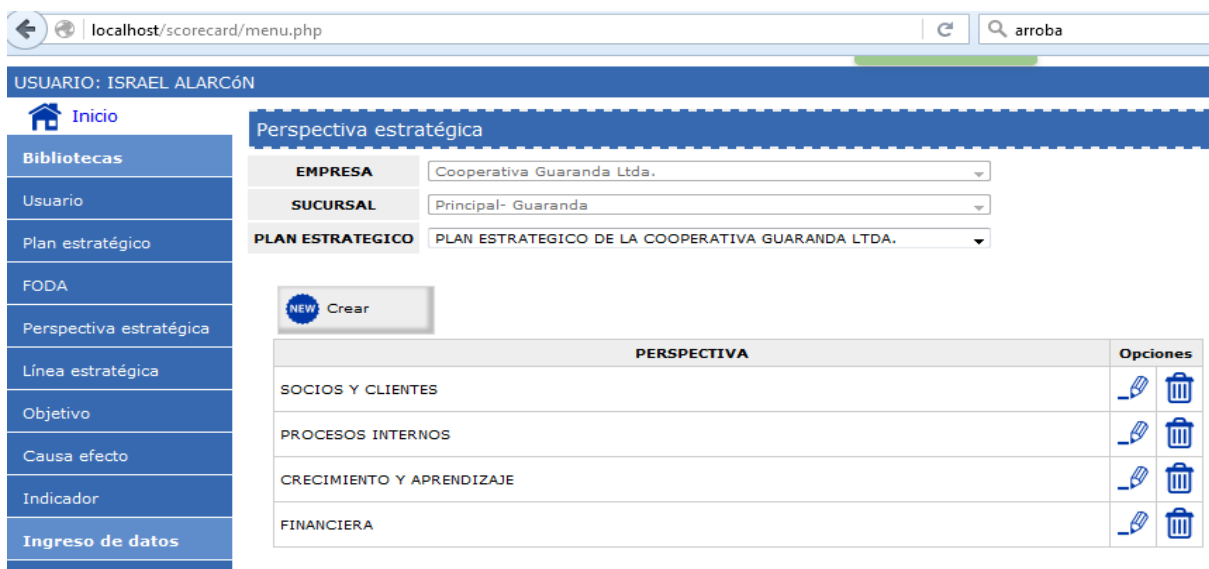 localhost/scorecard/menu.php
arroba
USUARIO: ISRAEL ALARCóN
Inicio
Bibliotecas
Usuario
Plan estratégico
FODA
Perspectiva estratégica
Línea estratégica
Objetivo
Causa efecto
Indicador
Ingreso de datos
Perspectiva estratégica
EMPRESA Cooperativa Guaranda Ltda.
SUCURSAL Principal- Guaranda
PLAN ESTRATEGICO PLAN ESTRATEGICO DE LA COOPERATIVA GUARANDA LTDA.
NEW Crear
PERSPECTIVA Opciones
SOCIOS Y CLIENTES
PROCESOS INTERNOS
CRECIMIENTO Y APRENDIZAJE
FINANCIERA